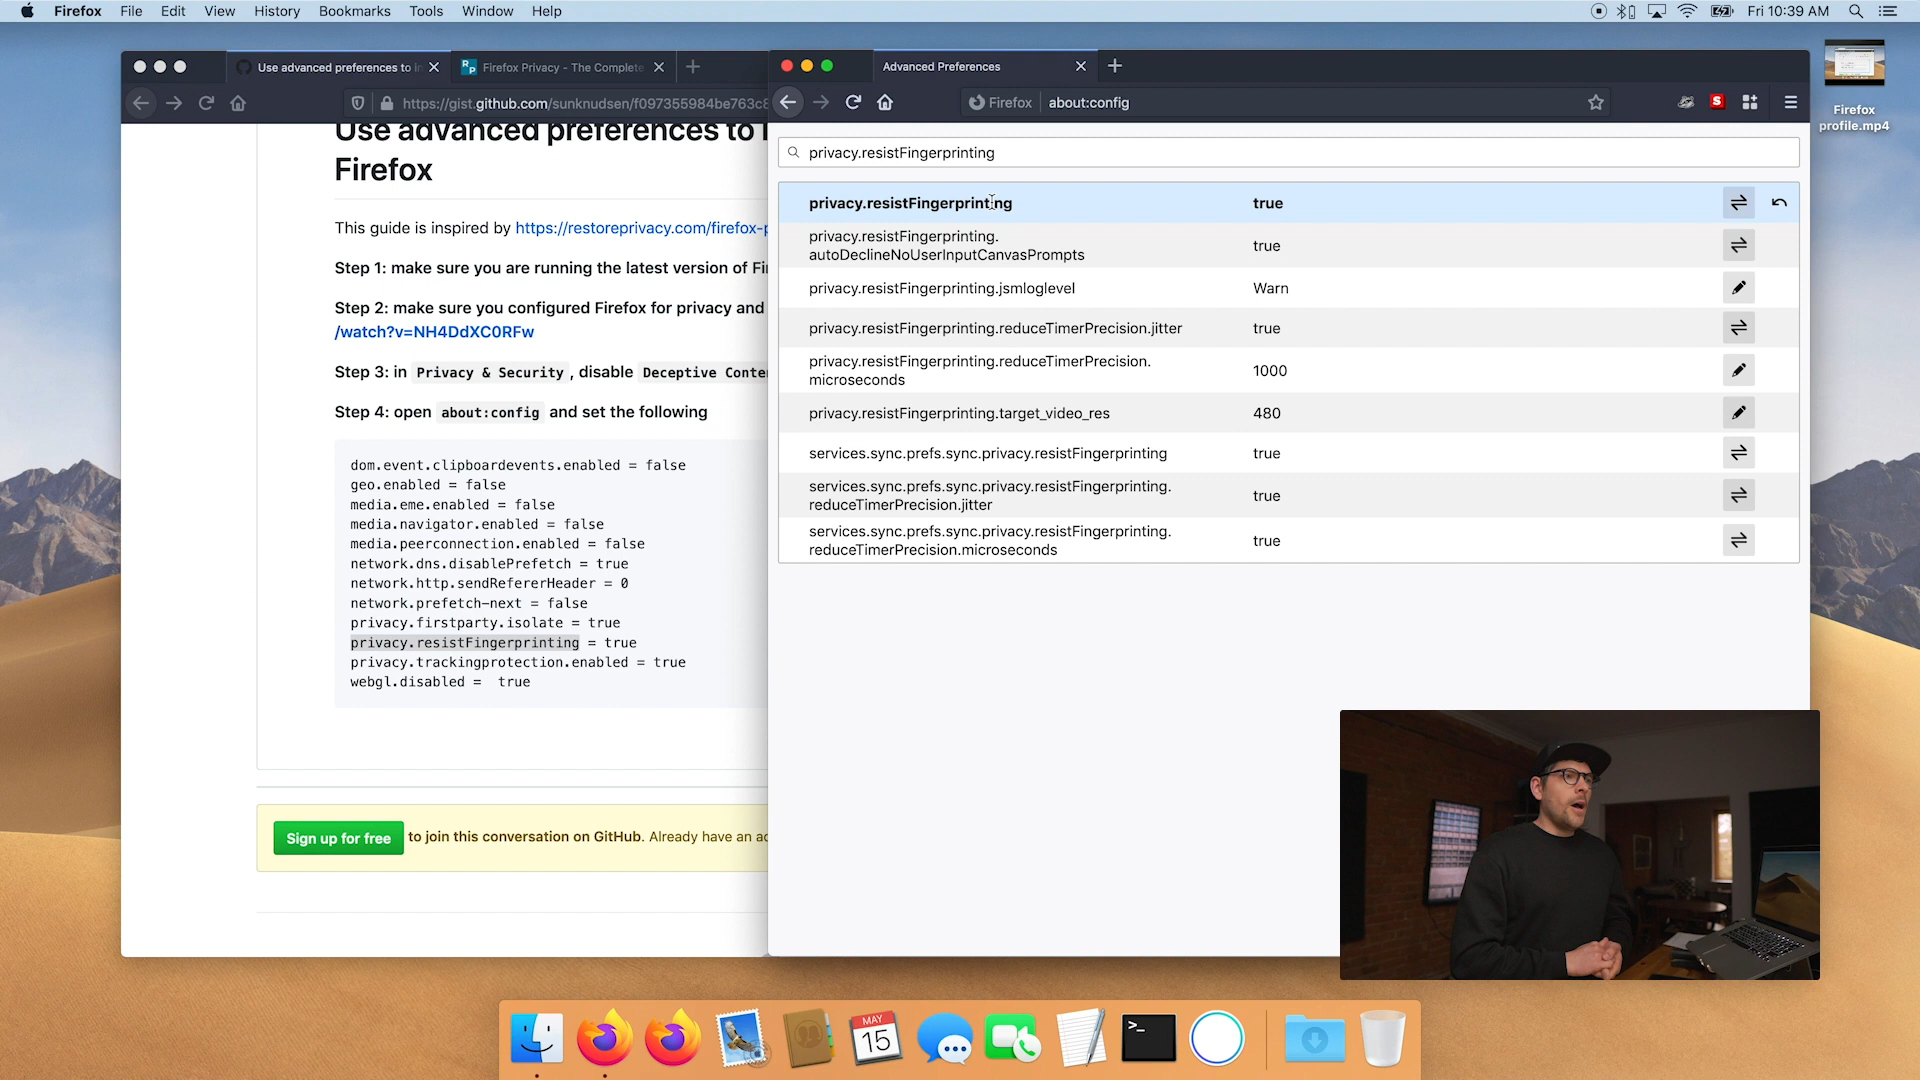 Firefox File Edit View History Bookmarks Tools Window Help
Fri 10:39 AM
Use advanced preferences to i
Firefox Privacy - The Complete
Advanced Preferences
https://gist.github.com/sunknudsen/f097355984be763c8
Firefox
about:config
Firefox
profile.mp4
Use advanced preferences to
Firefox
This guide is inspired by https://restoreprivacy.com/firefox-p
Step 1: make sure you are running the latest version of Fi
Step 2: make sure you configured Firefox for privacy and
/watch?v=NH4DdXC0RFw
Step 3: in Privacy & Security, disable Deceptive Conte
Step 4: open about:config and set the following
dom.event.clipboardevents.enabled = false
geo.enabled = false
media.eme.enabled = false
media.navigator.enabled = false
media.peerconnection.enabled = false
network.dns.disablePrefetch = true
network.http.sendRefererHeader = 0
network.prefetch-next = false
privacy.firstparty.isolate = true
privacy.resistFingerprinting = true
privacy.trackingprotection.enabled = true
webgl.disabled =  true
Sign up for free to join this conversation on GitHub. Already have an ac
privacy.resistFingerprinting
privacy.resistFingerprinting true
privacy.resistFingerprinting.
autoDeclineNoUserInputCanvasPrompts true
privacy.resistFingerprinting.jsmloglevel Warn
privacy.resistFingerprinting.reduceTimerPrecision.jitter true
privacy.resistFingerprinting.reduceTimerPrecision.
microseconds 1000
privacy.resistFingerprinting.target_video_res 480
services.sync.prefs.sync.privacy.resistFingerprinting true
services.sync.prefs.sync.privacy.resistFingerprinting.
reduceTimerPrecision.jitter true
services.sync.prefs.sync.privacy.resistFingerprinting.
reduceTimerPrecision.microseconds true
MAY
15